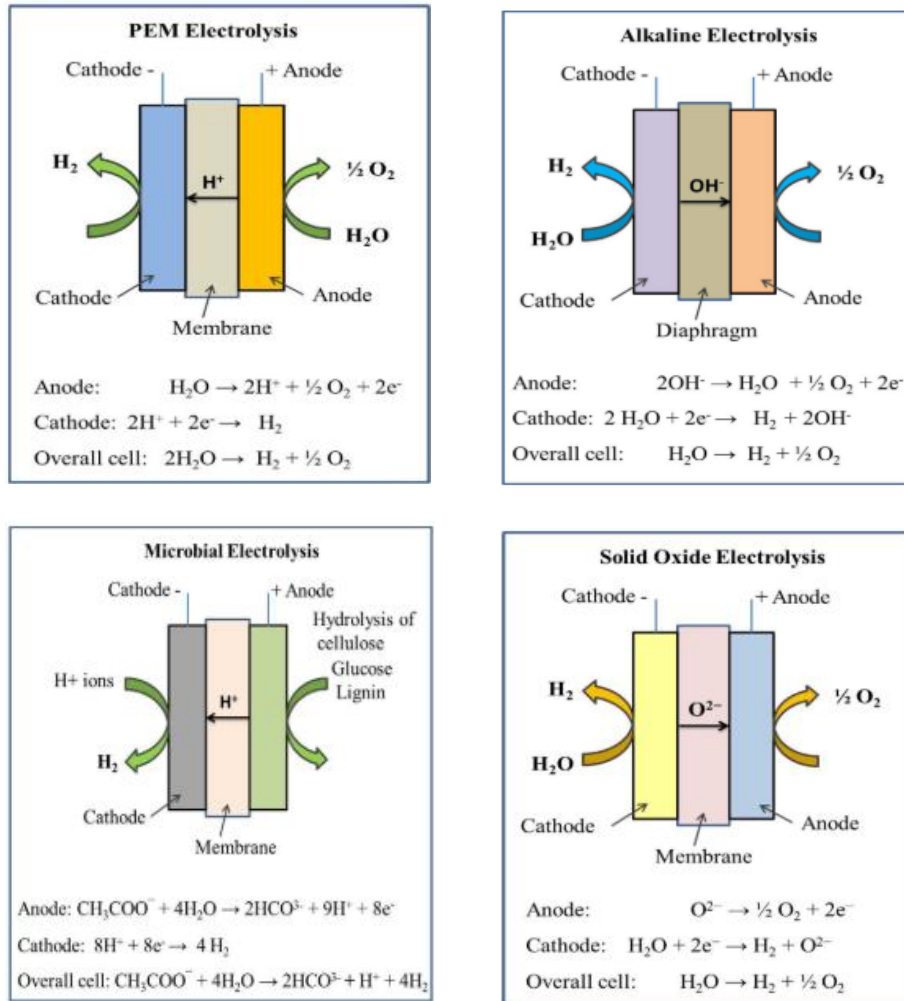 PEM Electrolysis
Cathode -
+ Anode
H₂
½ O₂
H⁺
H₂O
Cathode
Anode
Membrane
Anode: H₂O → 2H⁺ + ½ O₂ + 2e⁻
Cathode: 2H⁺ + 2e⁻ → H₂
Overall cell: 2H₂O → H₂ + ½ O₂
Alkaline Electrolysis
Cathode -
+ Anode
H₂
½ O₂
OH⁻
H₂O
Cathode
Anode
Diaphragm
Anode: 2OH⁻ → H₂O + ½ O₂ + 2e⁻
Cathode: 2 H₂O + 2e⁻ → H₂ + 2OH⁻
Overall cell: H₂O → H₂ + ½ O₂
Microbial Electrolysis
Cathode -
+ Anode
Hydrolysis of
cellulose
H+ ions
Glucose
Lignin
H⁺
H₂
Cathode
Membrane
Anode: CH₃COO⁻ + 4H₂O → 2HCO³⁻ + 9H⁺ + 8e⁻
Cathode: 8H⁺ + 8e⁻ → 4 H₂
Overall cell: CH₃COO⁻ + 4H₂O → 2HCO³⁻ + H⁺ + 4H₂
Solid Oxide Electrolysis
Cathode -
+ Anode
H₂
½ O₂
O²⁻
H₂O
Cathode
Anode
Membrane
Anode: O²⁻ → ½ O₂ + 2e⁻
Cathode: H₂O + 2e⁻ → H₂ + O²⁻
Overall cell: H₂O → H₂ + ½ O₂